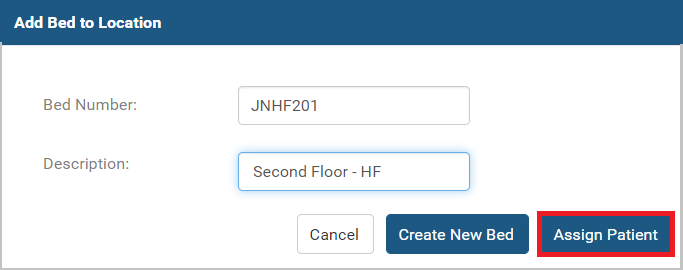 Add Bed to Location
Bed Number: JNHF201
Description: Second Floor - HF
Cancel Create New Bed Assign Patient